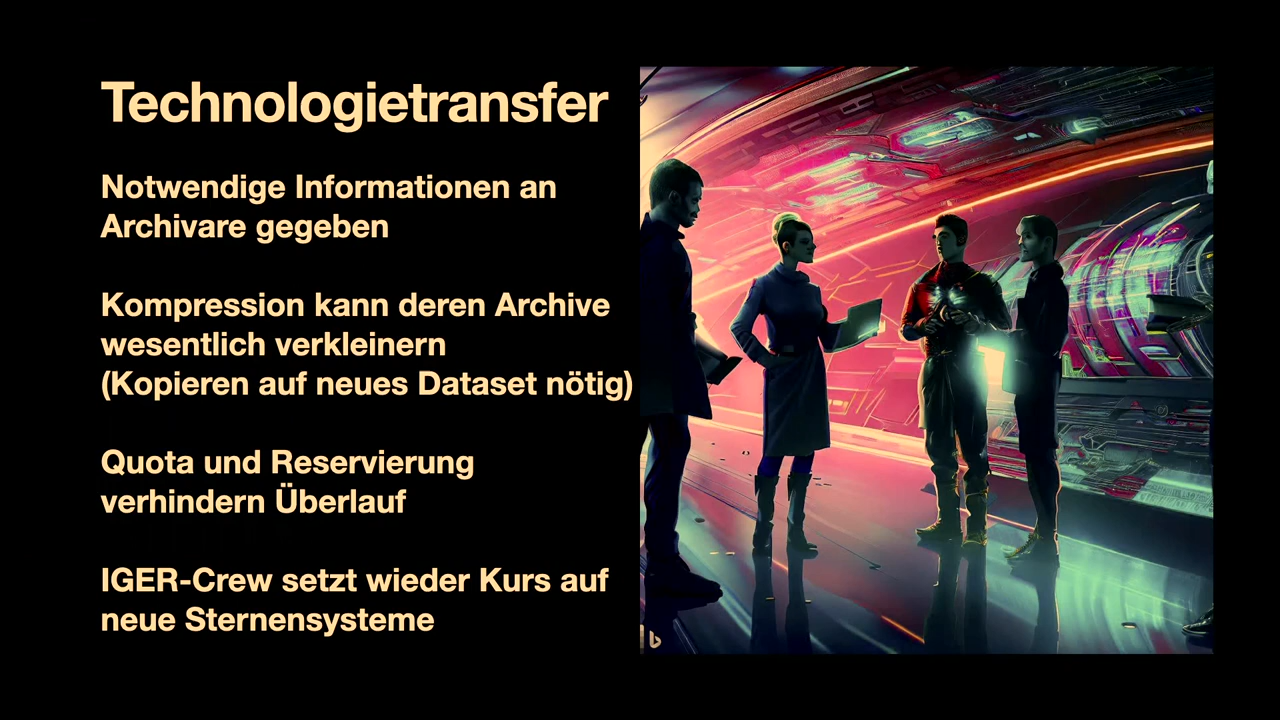 Technologietransfer
Notwendige Informationen an
Archivare gegeben
Kompression kann deren Archive
wesentlich verkleinern
(Kopieren auf neues Dataset nötig)
Quota und Reservierung
verhindern Überlauf
IGER-Crew setzt wieder Kurs auf
neue Sternensysteme